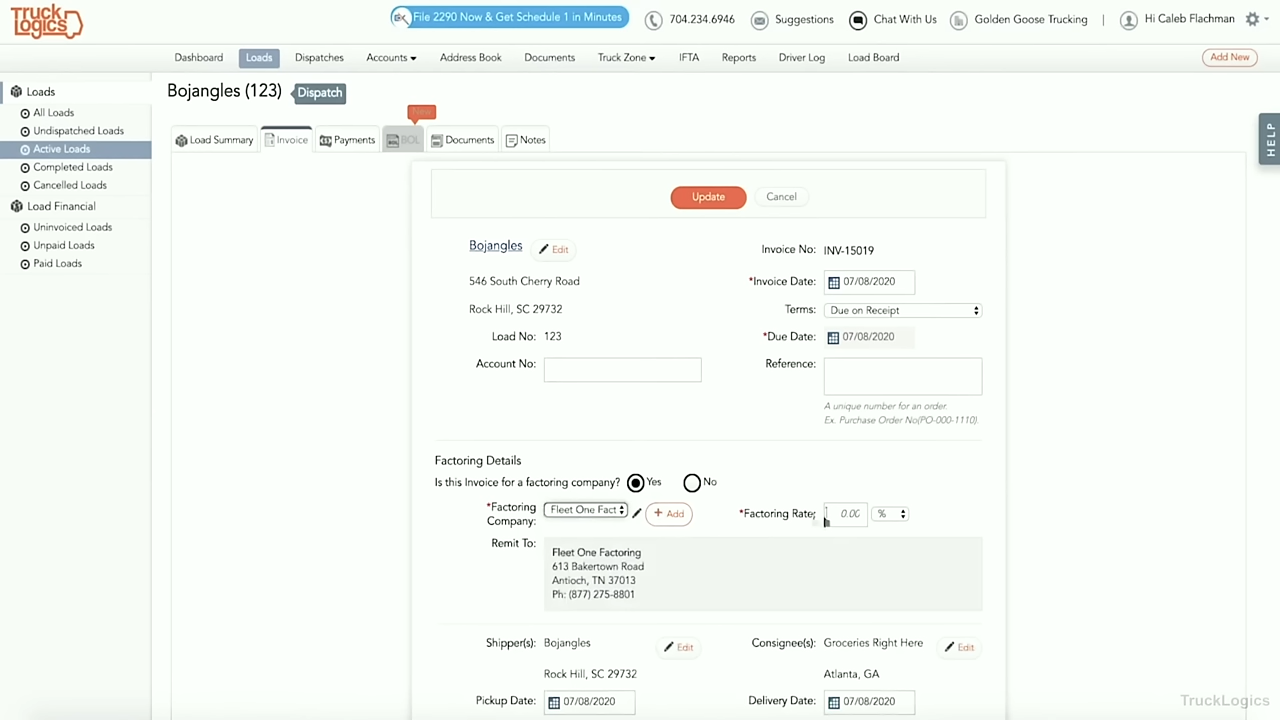 Truck Logics
File 2290 Now & Get Schedule 1 in Minutes
704.234.6946
Suggestions
Chat With Us
Golden Goose Trucking
Hi Caleb Flachman
Dashboard
Loads
Dispatches
Accounts
Address Book
Documents
Truck Zone
IFTA
Reports
Driver Log
Load Board
Add New
Loads
All Loads
Undispatched Loads
Active Loads
Completed Loads
Cancelled Loads
Load Financial
Uninvoiced Loads
Unpaid Loads
Paid Loads
Bojangles (123) Dispatch
Load Summary
Invoice
Payments
BOL
Documents
Notes
HELP
Update
Cancel
Bojangles
Edit
546 South Cherry Road
Rock Hill, SC 29732
Load No: 123
Account No:
Invoice No: INV-15019
*Invoice Date: 07/08/2020
Terms: Due on Receipt
*Due Date: 07/08/2020
Reference:
A unique number for an order.
Ex. Purchase Order No(PO-000-1110).
Factoring Details
Is this Invoice for a factoring company? Yes No
*Factoring Company: Fleet One Fact
+ Add
*Factoring Rate: 0.00 %
Remit To:
Fleet One Factoring
613 Bakertown Road
Antioch, TN 37013
Ph: (877) 275-8801
Shipper(s): Bojangles
Edit
Rock Hill, SC 29732
Pickup Date: 07/08/2020
Consignee(s): Groceries Right Here
Edit
Atlanta, GA
Delivery Date: 07/08/2020
TruckLogics